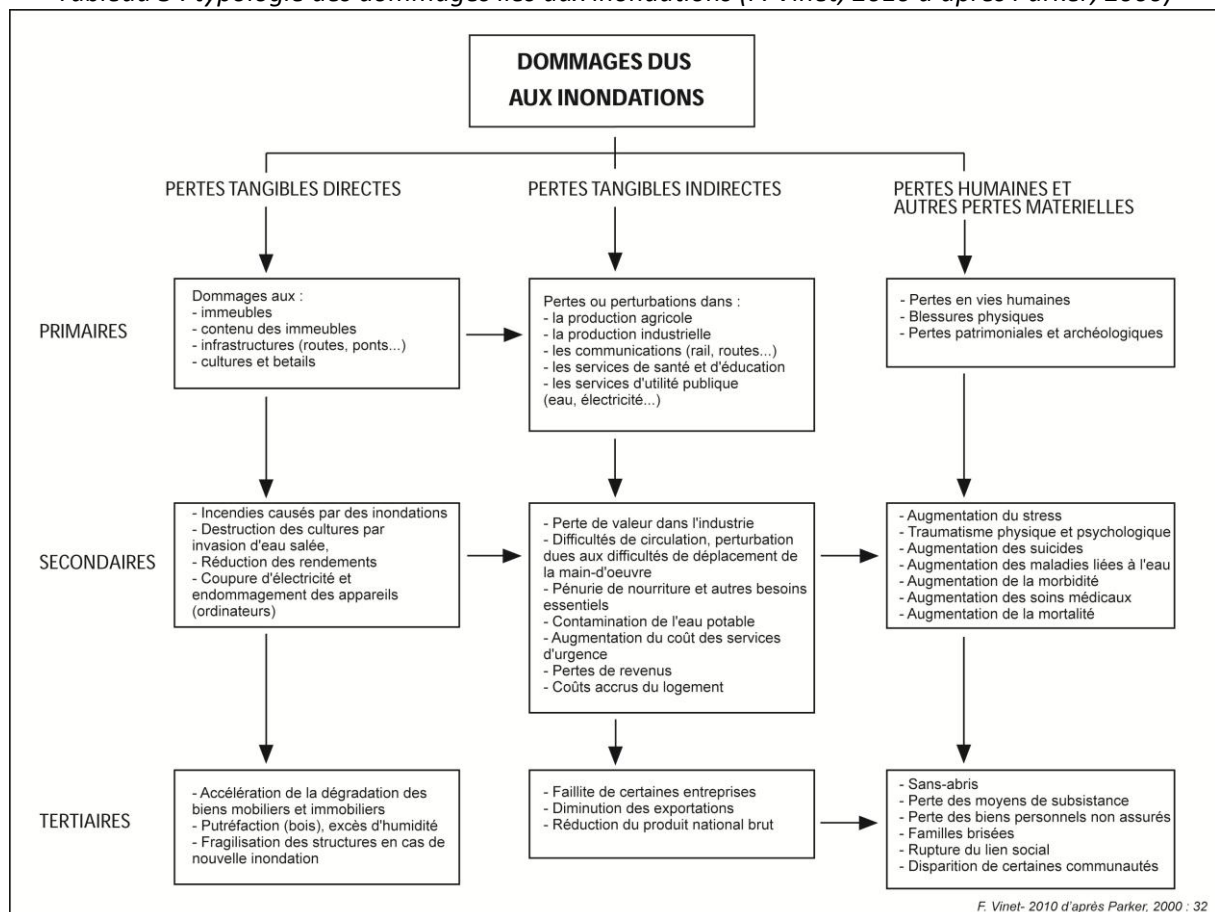 typologie des dommages liés aux inondations (F. Vinet, 2010 d'après Parker, 2000)
DOMMAGES DUS
AUX INONDATIONS
PERTES TANGIBLES DIRECTES
PERTES TANGIBLES INDIRECTES
PERTES HUMAINES ET
AUTRES PERTES MATERIELLES
PRIMAIRES
Dommages aux :
- immeubles
- contenu des immeubles
- infrastructures (routes, ponts...)
- cultures et betails
Pertes ou perturbations dans :
- la production agricole
- la production industrielle
- les communications (rail, routes...)
- les services de santé et d'éducation
- les services d'utilité publique
(eau, électricité...)
- Pertes en vies humaines
- Blessures physiques
- Pertes patrimoniales et archéologiques
SECONDAIRES
- Incendies causés par des inondations
- Destruction des cultures par
invasion d'eau salée,
- Réduction des rendements
- Coupure d'électricité et
endommagement des appareils
(ordinateurs)
- Perte de valeur dans l'industrie
- Difficultés de circulation, perturbation
dues aux difficultés de déplacement de
la main-d'oeuvre
- Pénurie de nourriture et autres besoins
essentiels
- Contamination de l'eau potable
- Augmentation du coût des services
d'urgence
- Pertes de revenus
- Coûts accrus du logement
- Augmentation du stress
- Traumatisme physique et psychologique
- Augmentation des suicides
- Augmentation des maladies liées à l'eau
- Augmentation de la morbidité
- Augmentation des soins médicaux
- Augmentation de la mortalité
TERTIAIRES
- Accélération de la dégradation des
biens mobiliers et immobiliers
- Putréfaction (bois), excès d'humidité
- Fragilisation des structures en cas de
nouvelle inondation
- Faillite de certaines entreprises
- Diminution des exportations
- Réduction du produit national brut
- Sans-abris
- Perte des moyens de subsistance
- Perte des biens personnels non assurés
- Familles brisées
- Rupture du lien social
- Disparition de certaines communautés
F. Vinet- 2010 d'après Parker, 2000 : 32